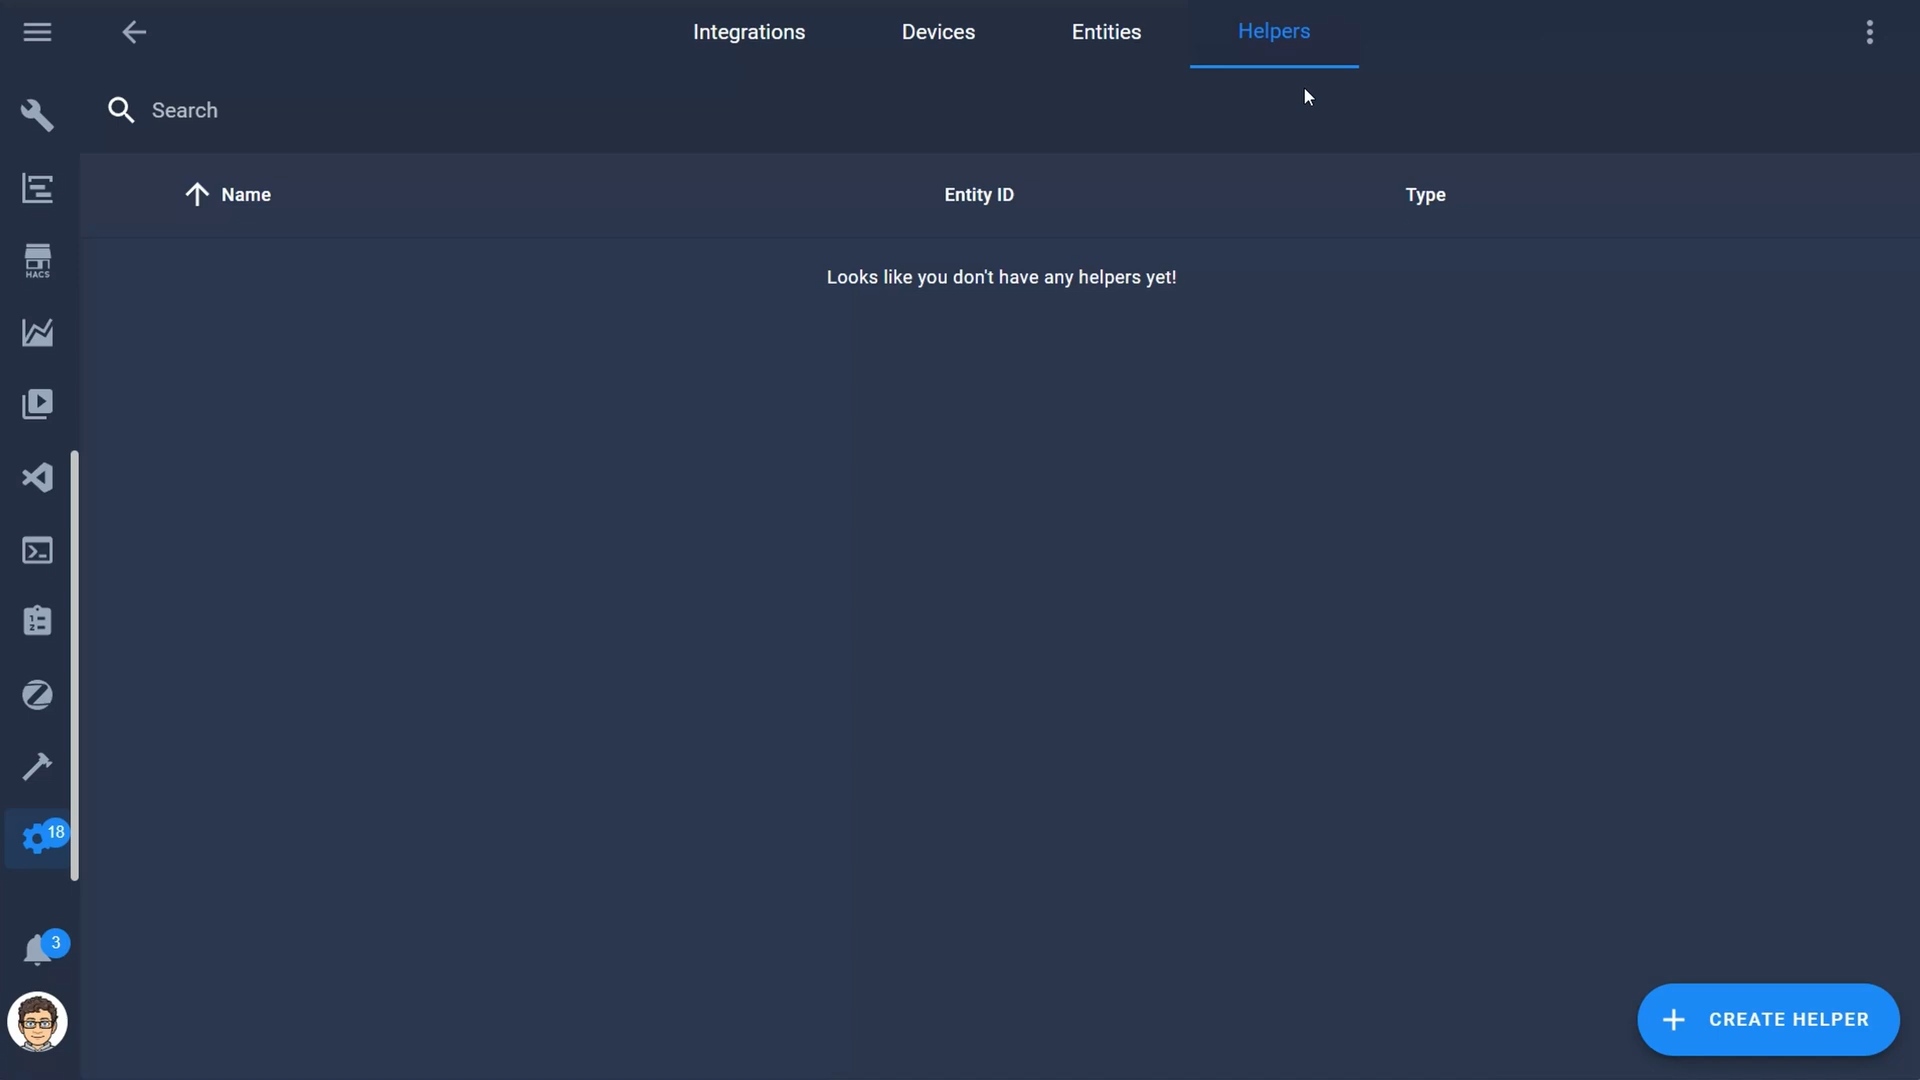 Integrations
Devices
Entities
Helpers
Search
Name
Entity ID
Type
Looks like you don't have any helpers yet!
HACS
18
3
CREATE HELPER